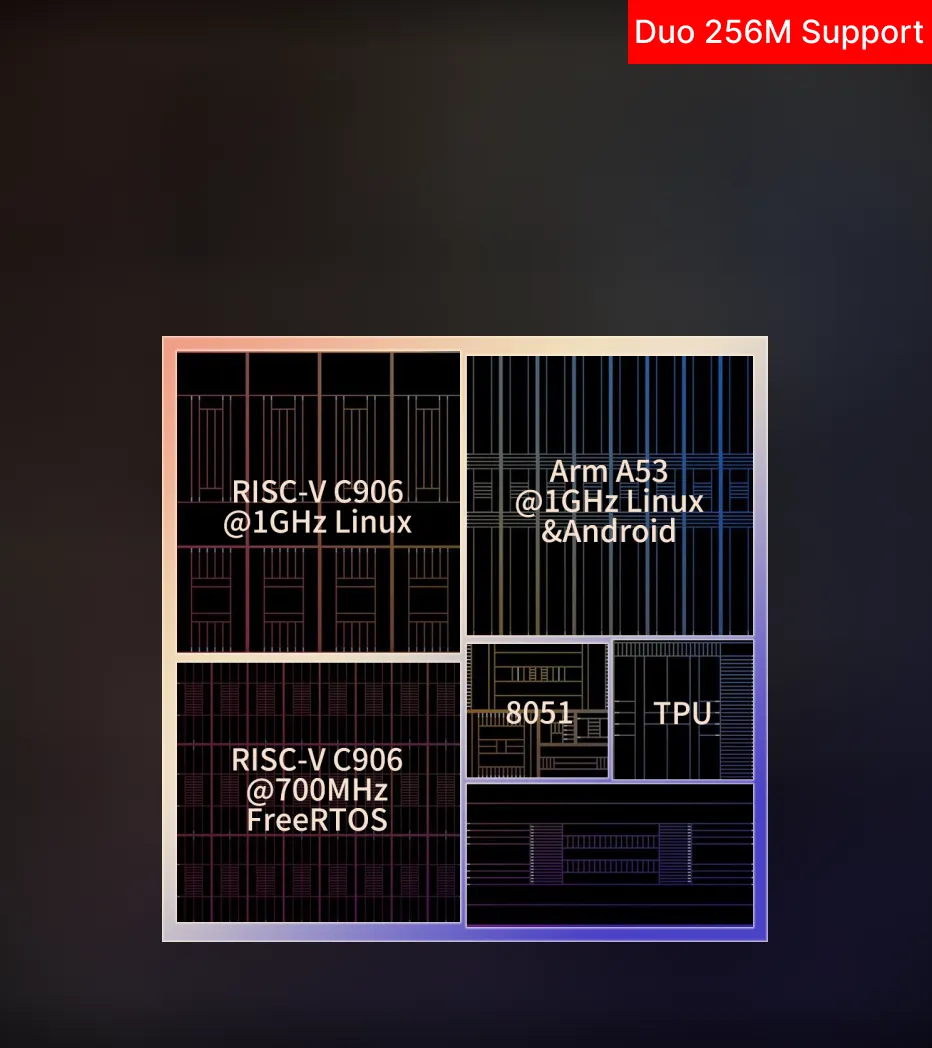 Duo 256M Support
RISC-V C906
@1GHz Linux
Arm A53
@1GHz Linux
&Android
8051
TPU
RISC-V C906
@700MHz
FreeRTOS